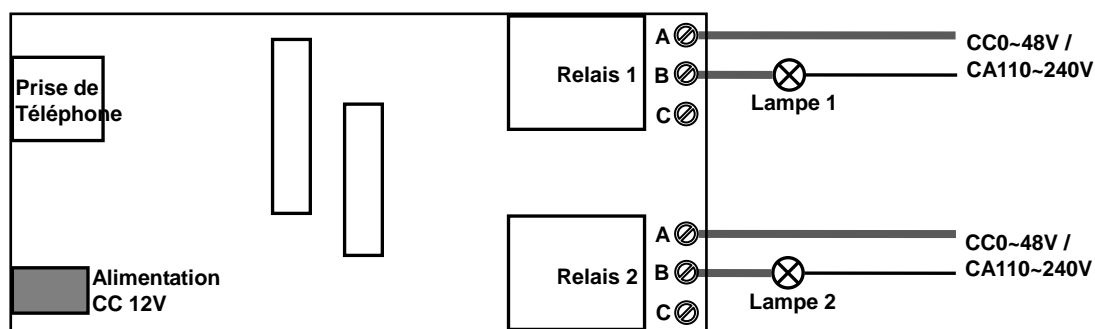 Prise de
Téléphone
Alimentation
CC 12V
Relais 1
A
B
C
Lampe 1
CC0~48V /
CA110~240V
Relais 2
A
B
C
Lampe 2
CC0~48V /
CA110~240V